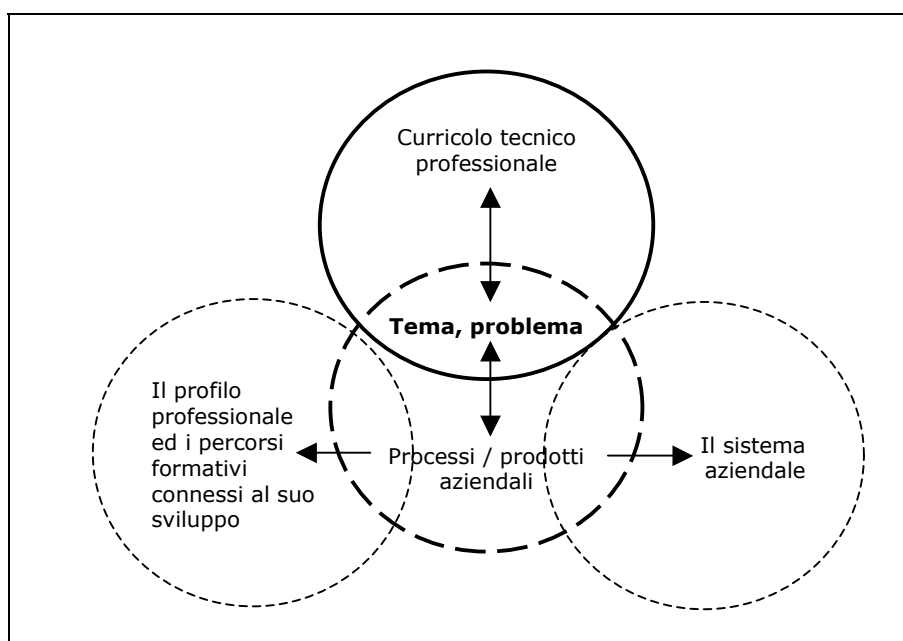 Curricolo tecnico
professionale
Tema, problema
Il profilo
professionale
ed i percorsi
formativi
connessi al suo
sviluppo
Processi / prodotti
aziendali
Il sistema
aziendale